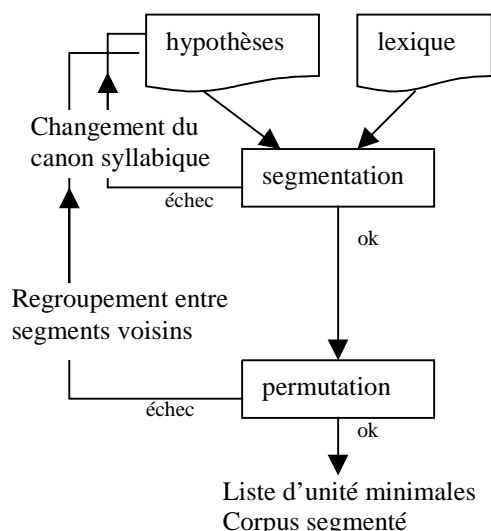 hypothèses
lexique
Changement du
canon syllabique
segmentation
échec
ok
Regroupement entre
segments voisins
permutation
échec
ok
Liste d’unité minimales
Corpus segmenté